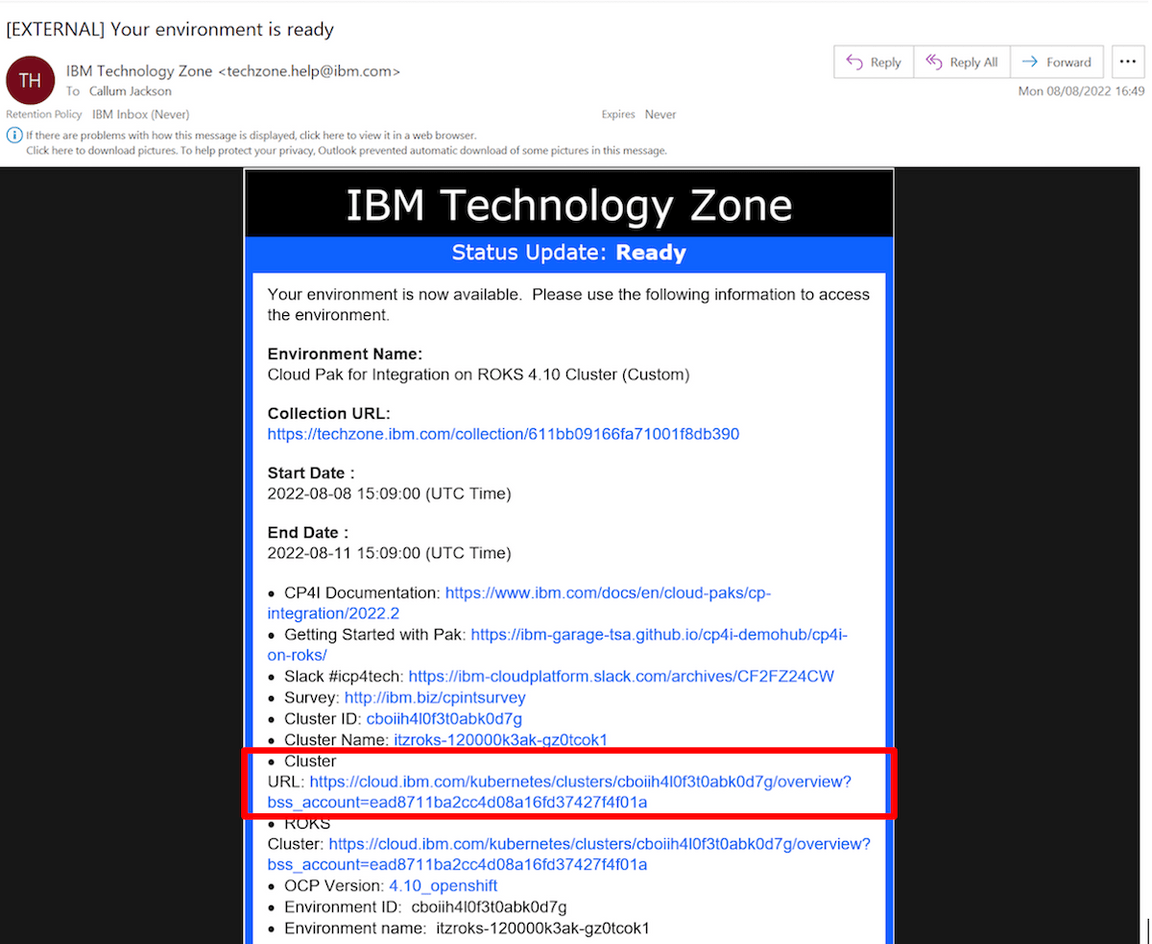 [EXTERNAL] Your environment is ready
TH
IBM Technology Zone <techzone.help@ibm.com>
To Callum Jackson
Reply
Reply All
Forward
Mon 08/08/2022 16:49
Retention Policy IBM Inbox (Never)
Expires Never
If there are problems with how this message is displayed, click here to view it in a web browser.
Click here to download pictures. To help protect your privacy, Outlook prevented automatic download of some pictures in this message.
IBM Technology Zone
Status Update: Ready
Your environment is now available. Please use the following information to access
the environment.
Environment Name:
Cloud Pak for Integration on ROKS 4.10 Cluster (Custom)
Collection URL:
https://techzone.ibm.com/collection/611bb09166fa71001f8db390
Start Date :
2022-08-08 15:09:00 (UTC Time)
End Date :
2022-08-11 15:09:00 (UTC Time)
• CP4I Documentation: https://www.ibm.com/docs/en/cloud-paks/cp-
integration/2022.2
• Getting Started with Pak: https://ibm-garage-tsa.github.io/cp4i-demohub/cp4i-
on-roks/
• Slack #icp4tech: https://ibm-cloudplatform.slack.com/archives/CF2FZ24CW
• Survey: http://ibm.biz/cpintsurvey
• Cluster ID: cboiih4l0f3t0abk0d7g
• Cluster Name: itzroks-120000k3ak-gz0tcok1
• Cluster
URL: https://cloud.ibm.com/kubernetes/clusters/cboiih4l0f3t0abk0d7g/overview?
bss_account=ead8711ba2cc4d08a16fd37427f4f01a
• ROKS
Cluster: https://cloud.ibm.com/kubernetes/clusters/cboiih4l0f3t0abk0d7g/overview?
bss_account=ead8711ba2cc4d08a16fd37427f4f01a
• OCP Version: 4.10_openshift
• Environment ID: cboiih4l0f3t0abk0d7g
• Environment name: itzroks-120000k3ak-gz0tcok1